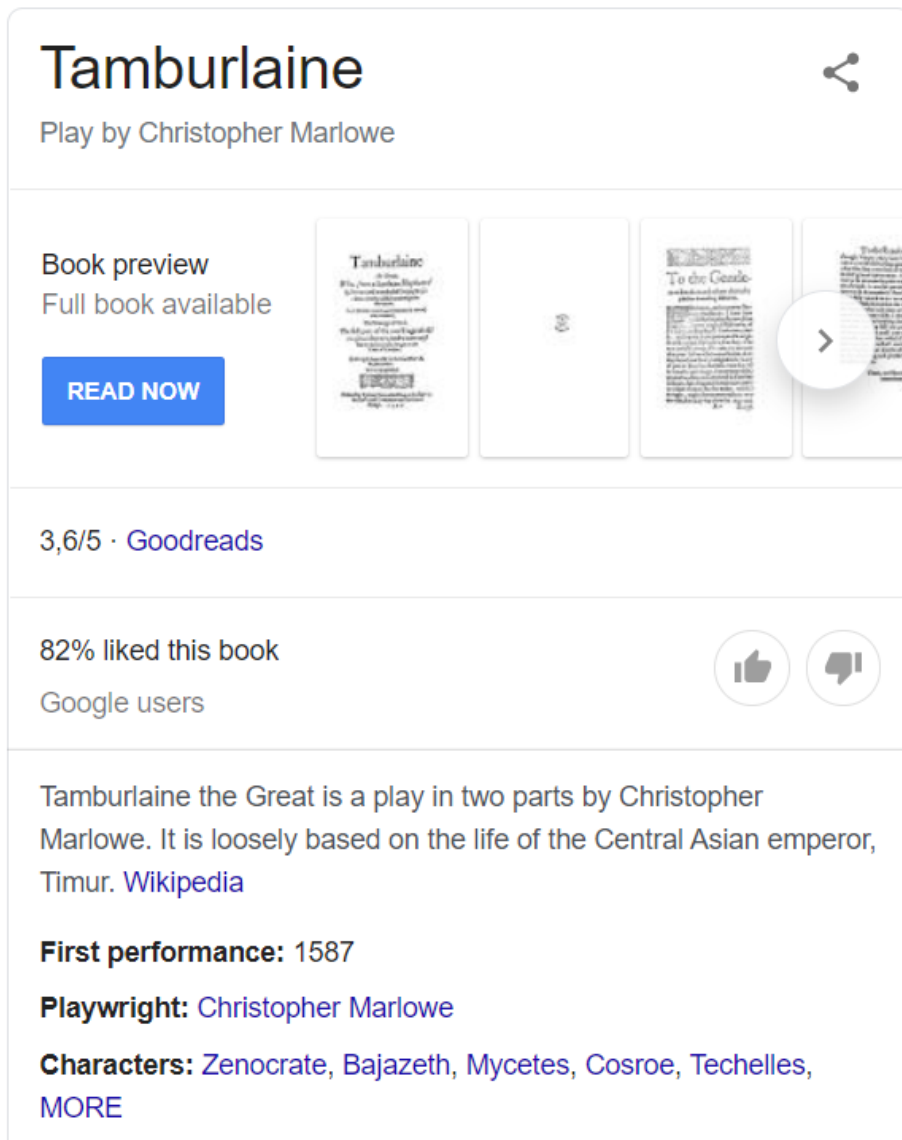 Tamburlaine
Play by Christopher Marlowe
Book preview
Full book available
READ NOW
Tamburlaine
To the Gentle-
3,6/5 · Goodreads
82% liked this book
Google users
Tamburlaine the Great is a play in two parts by Christopher
Marlowe. It is loosely based on the life of the Central Asian emperor,
Timur. Wikipedia
First performance: 1587
Playwright: Christopher Marlowe
Characters: Zenocrate, Bajazeth, Mycetes, Cosroe, Techelles,
MORE